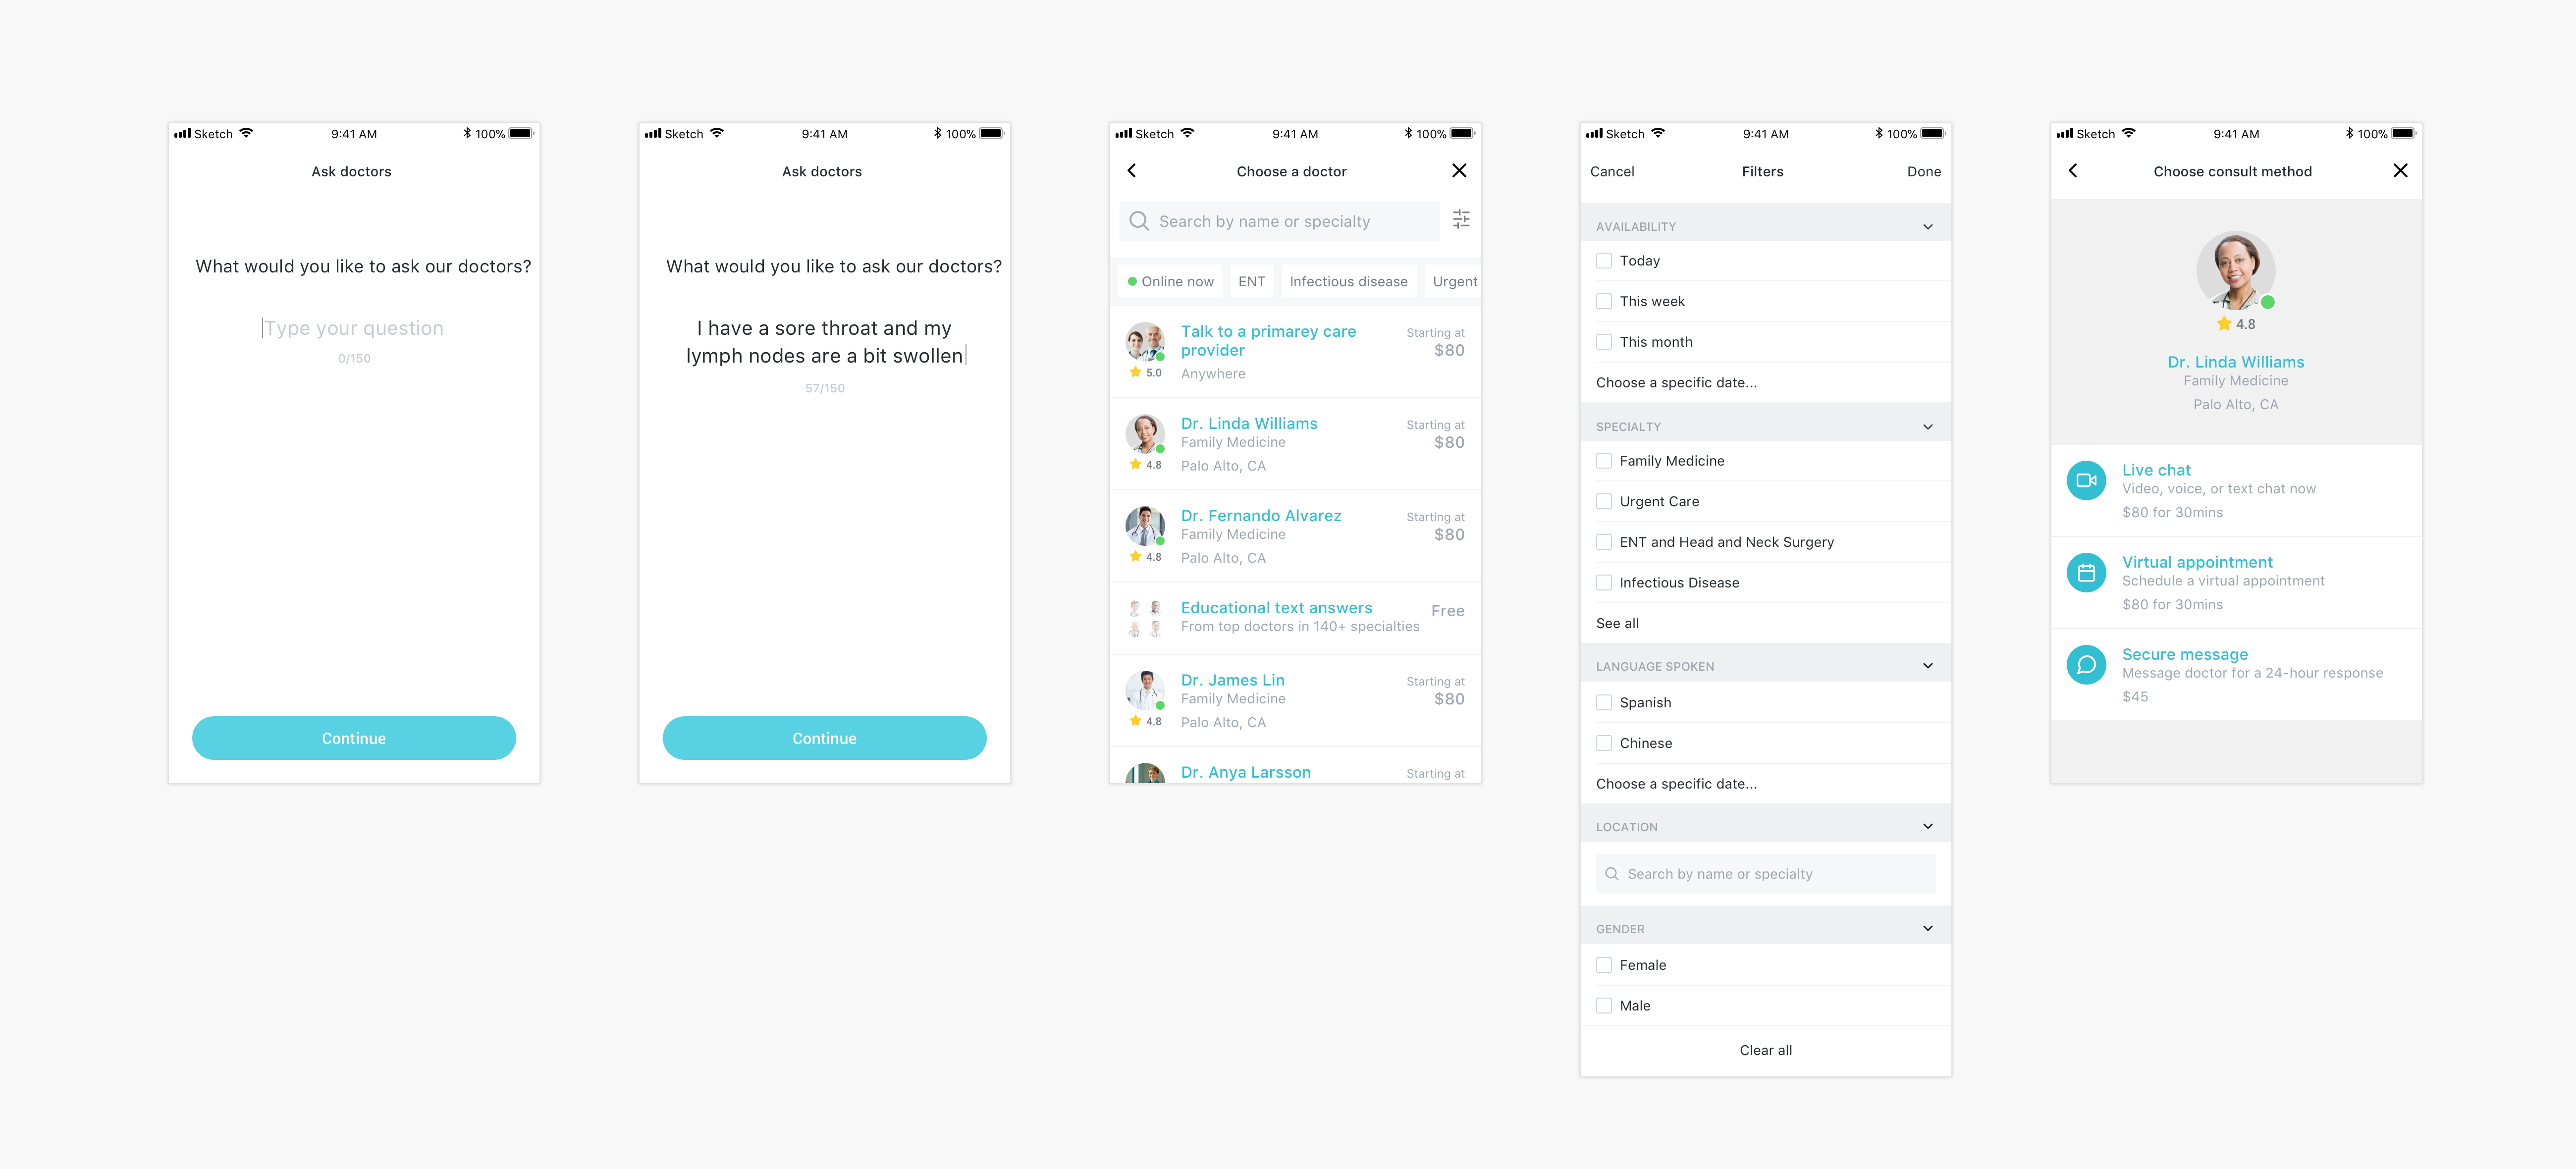 Sketch 9:41 AM 100%
Ask doctors
What would you like to ask our doctors?
Type your question
0/150
Continue
Sketch 9:41 AM 100%
Ask doctors
What would you like to ask our doctors?
I have a sore throat and my
lymph nodes are a bit swollen
57/150
Continue
Sketch 9:41 AM 100%
Choose a doctor
Search by name or specialty
Online now ENT Infectious disease Urgent
Talk to a primarey care Starting at
provider $80
5.0 Anywhere
Dr. Linda Williams Starting at
Family Medicine $80
4.8 Palo Alto, CA
Dr. Fernando Alvarez Starting at
Family Medicine $80
4.8 Palo Alto, CA
Educational text answers Free
From top doctors in 140+ specialties
Dr. James Lin Starting at
Family Medicine $80
4.8 Palo Alto, CA
Dr. Anya Larsson Starting at
Sketch 9:41 AM 100%
Cancel Filters Done
AVAILABILITY
Today
This week
This month
Choose a specific date...
SPECIALTY
Family Medicine
Urgent Care
ENT and Head and Neck Surgery
Infectious Disease
See all
LANGUAGE SPOKEN
Spanish
Chinese
Choose a specific date...
LOCATION
Search by name or specialty
GENDER
Female
Male
Clear all
Sketch 9:41 AM 100%
Choose consult method
4.8
Dr. Linda Williams
Family Medicine
Palo Alto, CA
Live chat
Video, voice, or text chat now
$80 for 30mins
Virtual appointment
Schedule a virtual appointment
$80 for 30mins
Secure message
Message doctor for a 24-hour response
$45